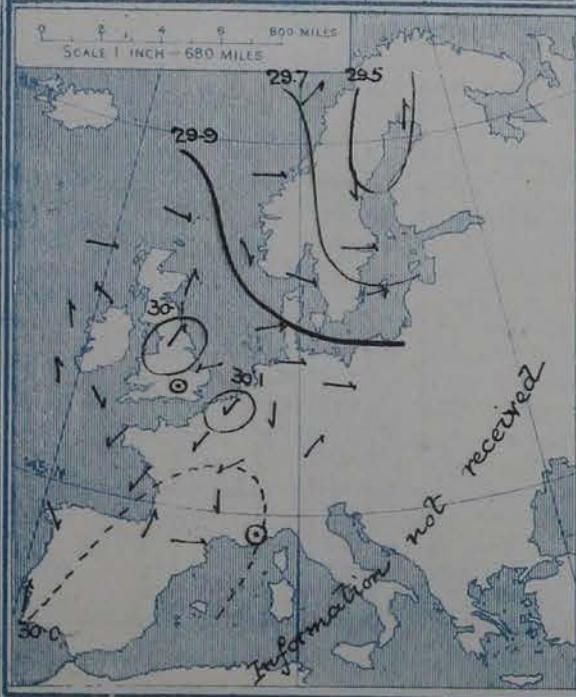 0 2 4 6 800 MILES
SCALE 1 INCH = 680 MILES
29.7 29.5
29.9
30.1
45°N
30.0
Information not received